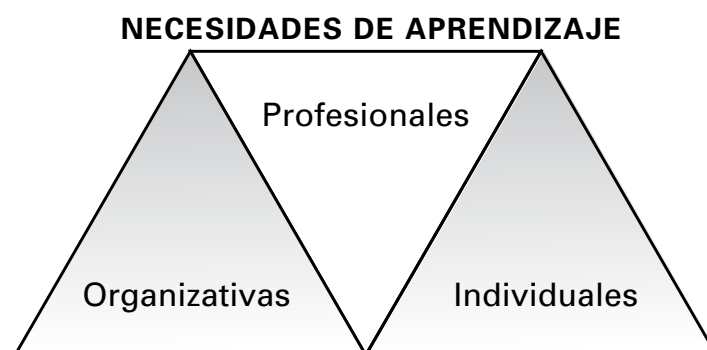 NECESIDADES DE APRENDIZAJE
Profesionales
Organizativas
Individuales